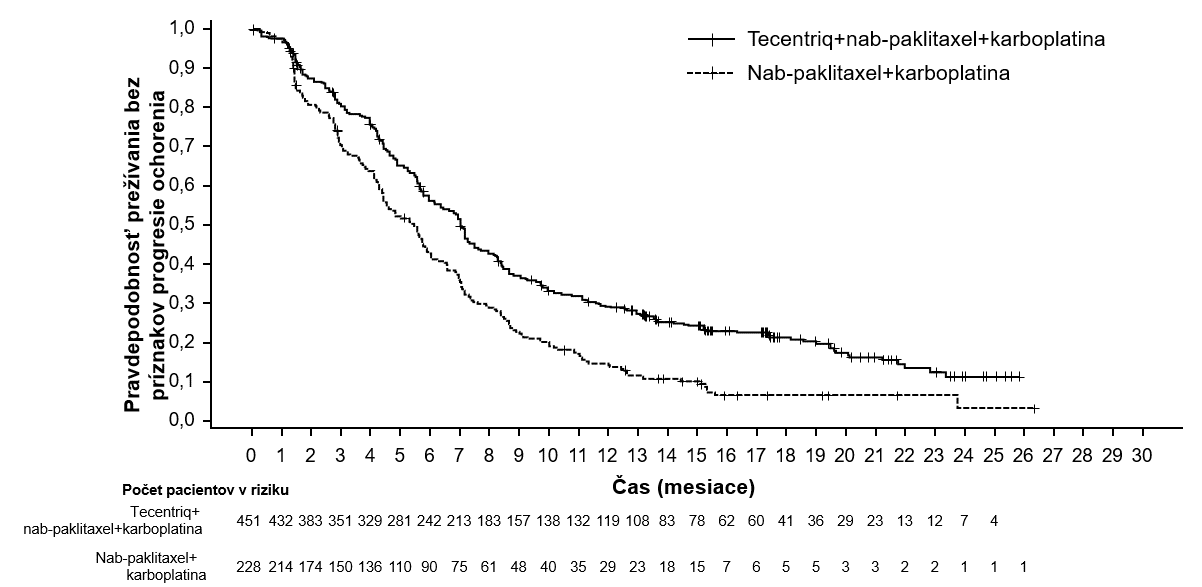 Tecentriq+nab-paklitaxel+karboplatina
Nab-paklitaxel+karboplatina
Pravdepodobnosť prežívania bez
príznakov progresie ochorenia
1,0
0,9
0,8
0,7
0,6
0,5
0,4
0,3
0,2
0,1
0,0
0 1 2 3 4 5 6 7 8 9 10 11 12 13 14 15 16 17 18 19 20 21 22 23 24 25 26 27 28 29 30
Čas (mesiace)
Počet pacientov v riziku
Tecentriq+
nab-paklitaxel+karboplatina
451 432 383 351 329 281 242 213 183 157 138 132 119 108 83 78 62 60 41 36 29 23 13 12 7 4
Nab-paklitaxel+
karboplatina
228 214 174 150 136 110 90 75 61 48 40 35 29 23 18 15 7 6 5 5 3 3 2 2 1 1 1